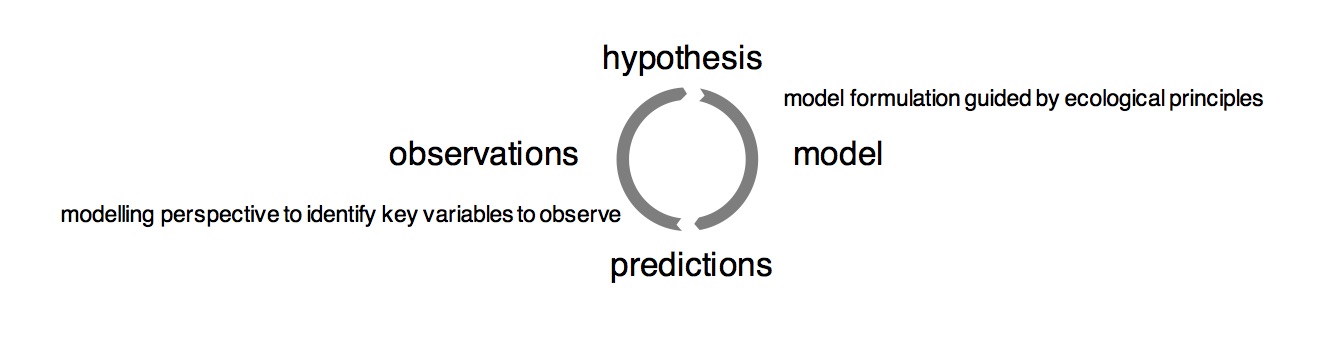 hypothesis
model formulation guided by ecological principles
observations
model
modelling perspective to identify key variables to observe
predictions